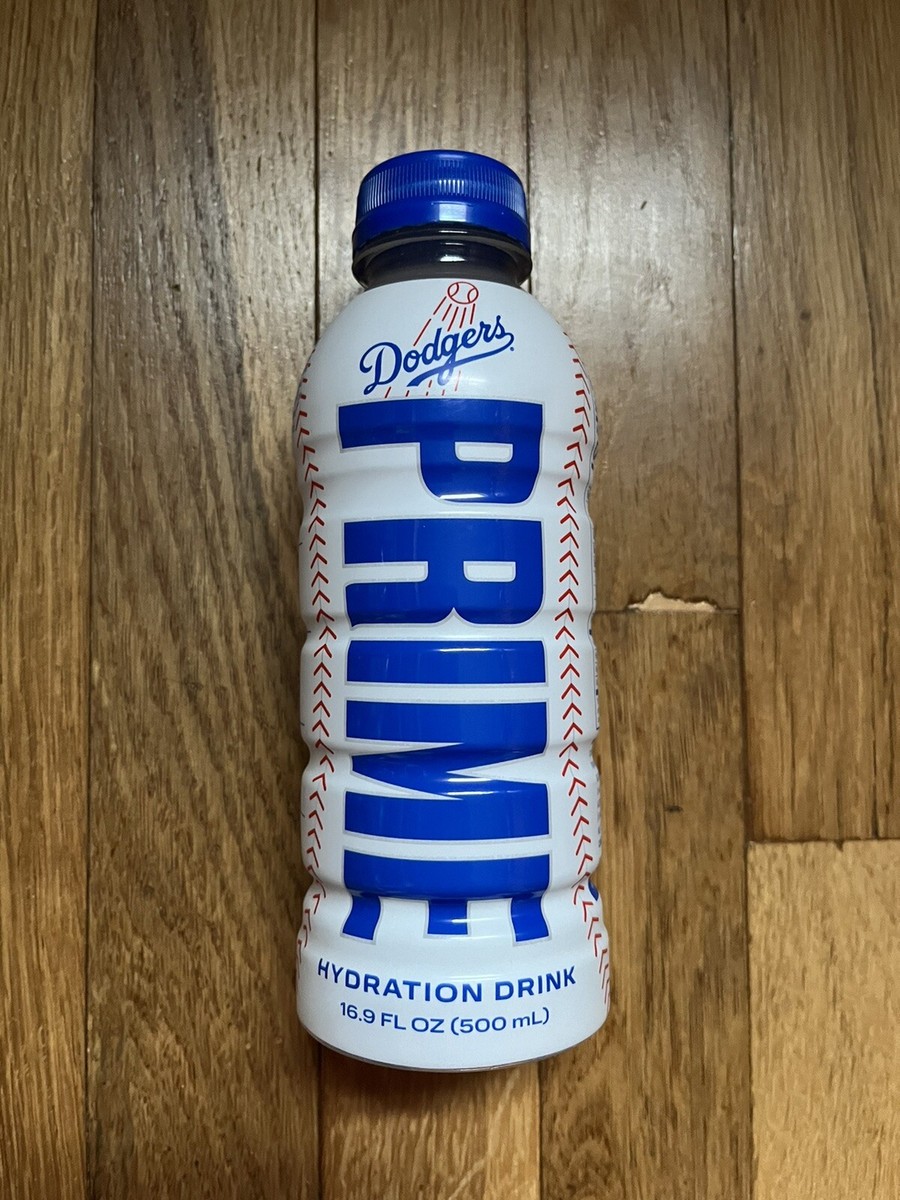 Dodgers
PRIME
HYDRATION DRINK
16.9 FL OZ (500 mL)